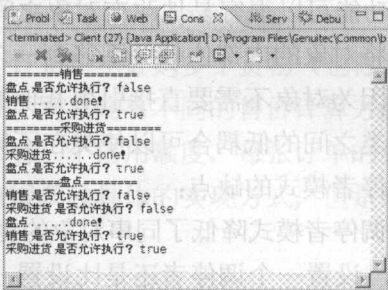 Probl Task Web Cons Serv Debu
<terminated> Client (27) [Java Application] D:\Program Files\Genuitec\Common\b
========销售========
盘点 是否允许执行? false
销售......done!
盘点 是否允许执行? true
========采购进货========
盘点 是否允许执行? false
采购进货......done!
盘点 是否允许执行? true
========盘点========
销售 是否允许执行? false
采购进货 是否允许执行? false
盘点......done!
销售 是否允许执行? true
采购进货 是否允许执行? true